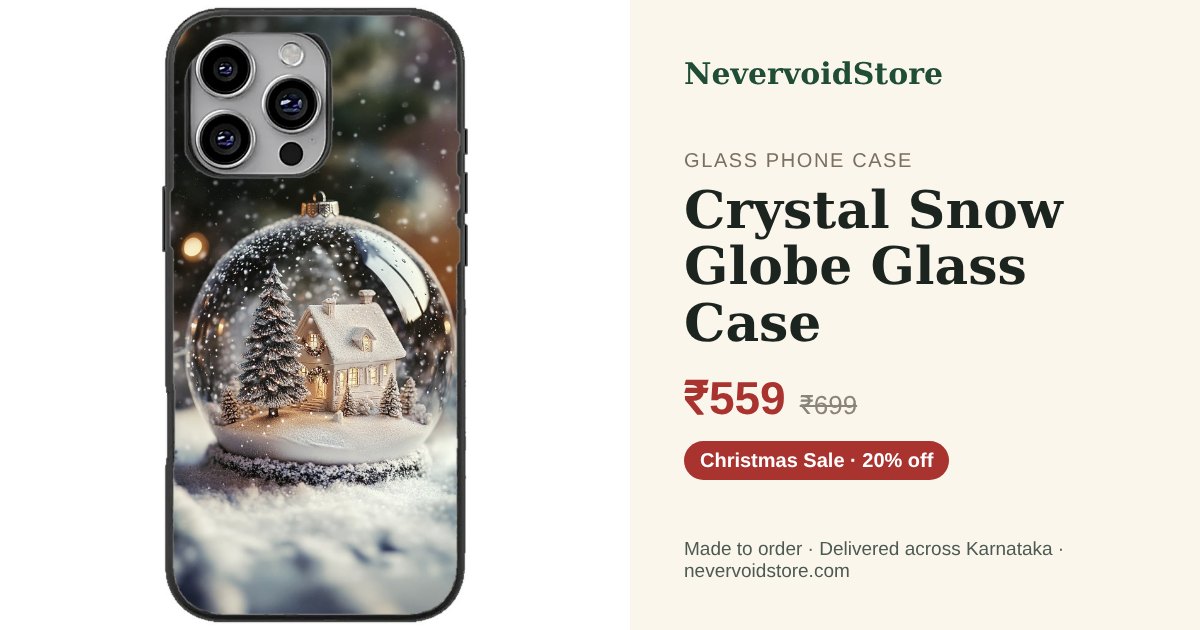 NevervoidStore
GLASS PHONE CASE
Crystal Snow
Globe Glass
Case
₹559 ₹699
Christmas Sale · 20% off
Made to order · Delivered across Karnataka ·
nevervoidstore.com